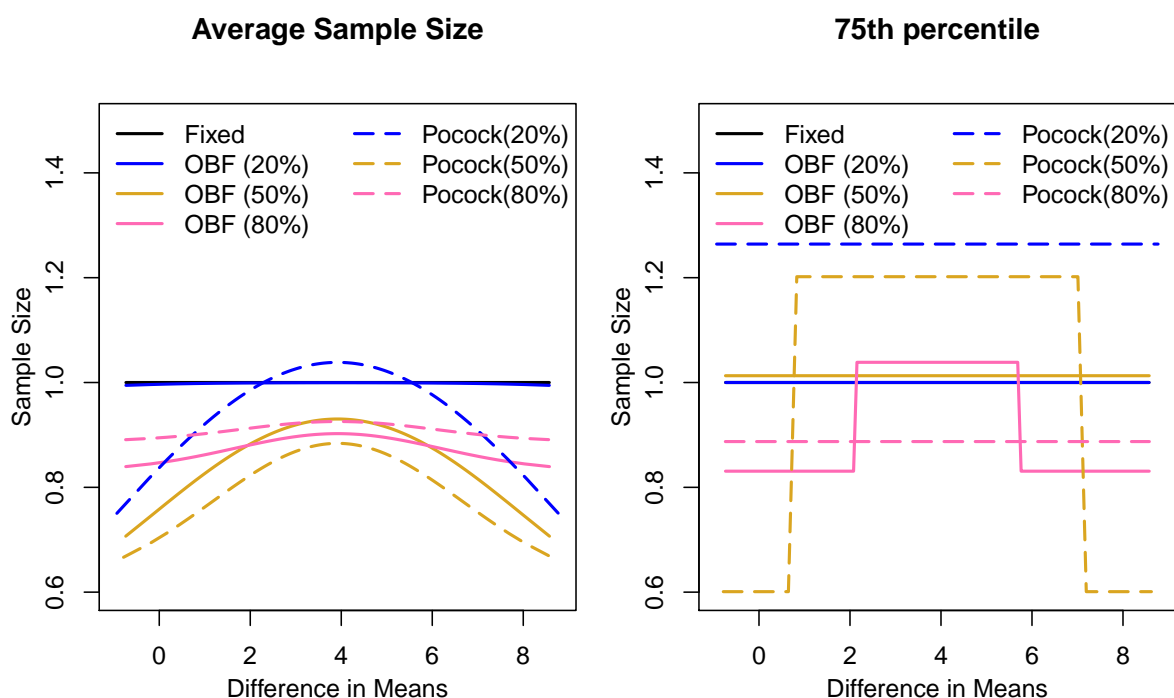 Average Sample Size
Fixed
OBF (20%)
OBF (50%)
OBF (80%)
Pocock(20%)
Pocock(50%)
Pocock(80%)
Sample Size
1.4
1.2
1.0
0.8
0.6
0 2 4 6 8
Difference in Means
75th percentile
Fixed
OBF (20%)
OBF (50%)
OBF (80%)
Pocock(20%)
Pocock(50%)
Pocock(80%)
Sample Size
1.4
1.2
1.0
0.8
0.6
0 2 4 6 8
Difference in Means